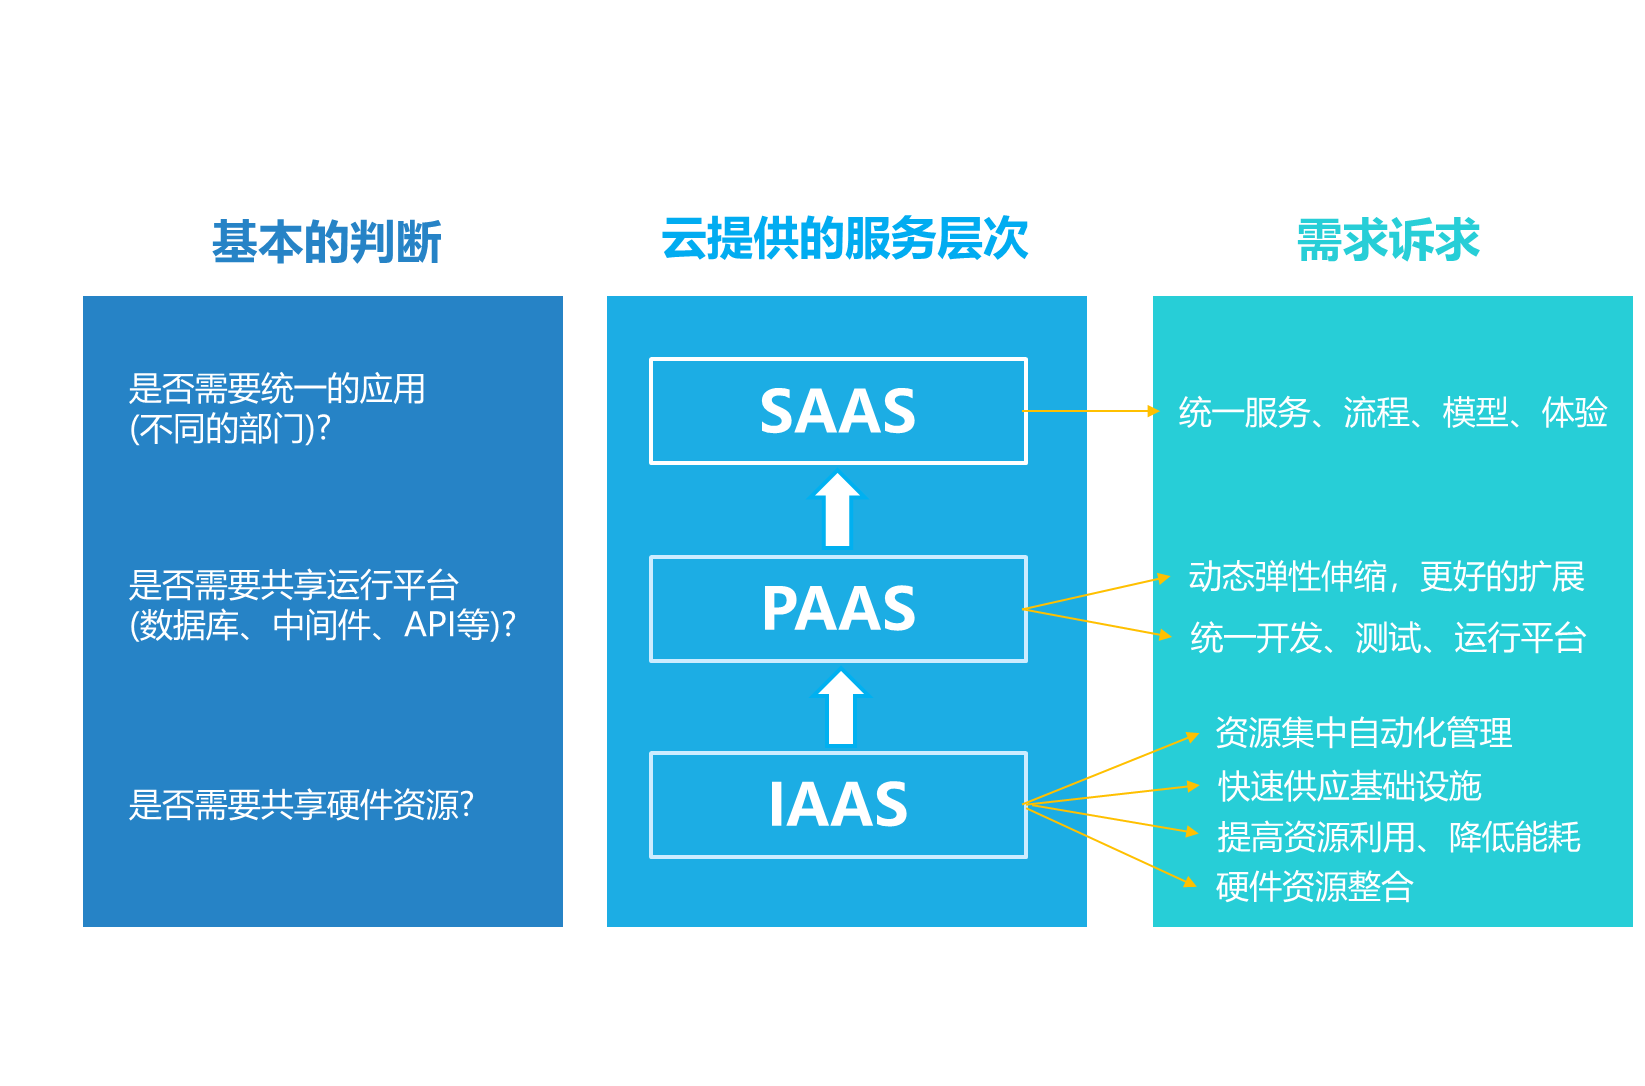 基本的判断
云提供的服务层次
需求诉求
是否需要统一的应用
(不同的部门)?
是否需要共享运行平台
(数据库、中间件、API等)?
是否需要共享硬件资源?
SAAS
PAAS
IAAS
统一服务、流程、模型、体验
动态弹性伸缩，更好的扩展
统一开发、测试、运行平台
资源集中自动化管理
快速供应基础设施
提高资源利用、降低能耗
硬件资源整合